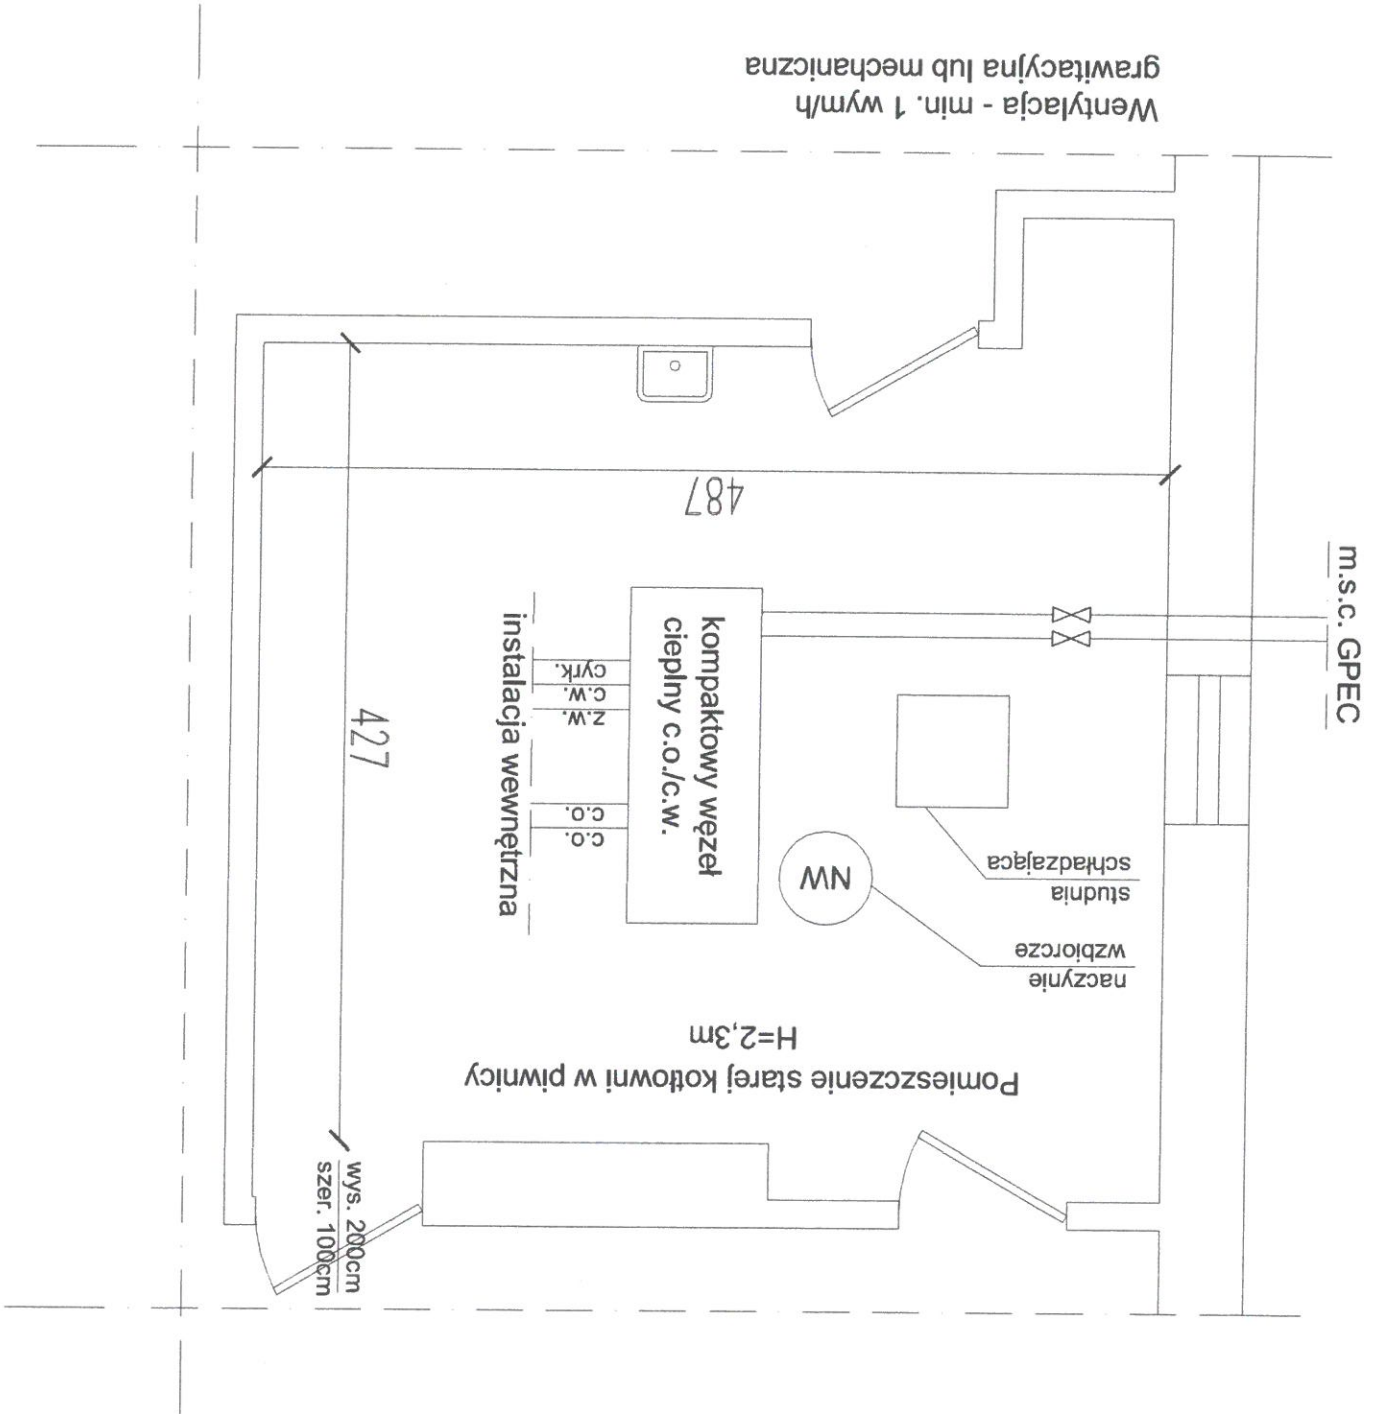 Wentylacja - min. 1 wym/h
grawitacyjna lub mechaniczna
487
427
m.s.c. GPEC
kompaktowy węzeł
cieplny c.o./c.w.
instalacja wewnętrzna
cyrk.
c.w.
z.w.
c.o.
c.o.
studnia
schładzająca
NW
naczynie
wzbiorcze
Pomieszczenie starej kotłowni w piwnicy
H=2,3m
wys. 200cm
szer. 100cm